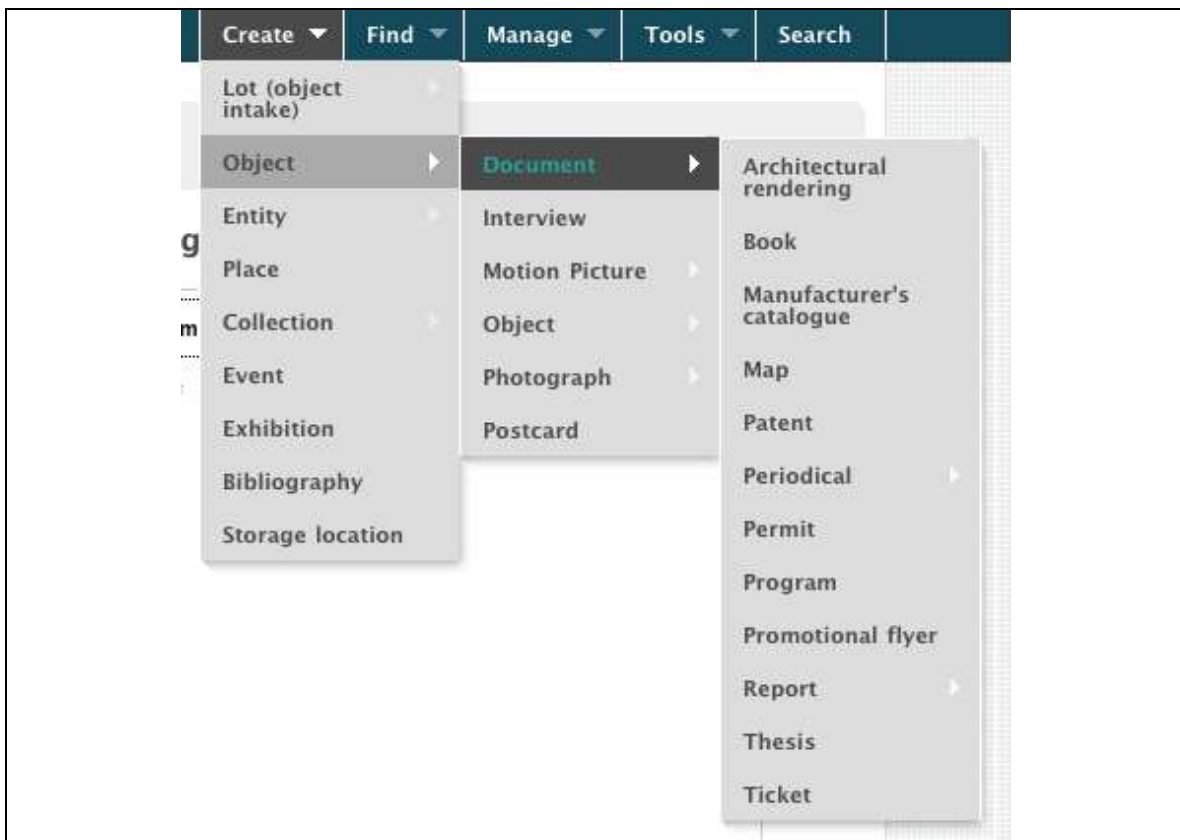 Create Find Manage Tools Search
Lot (object
intake)
Object
Entity
g
Place
m
Collection
Event
Exhibition
Bibliography
Storage location
Document
Interview
Motion Picture
Object
Photograph
Postcard
Architectural
rendering
Book
Manufacturer's
catalogue
Map
Patent
Periodical
Permit
Program
Promotional flyer
Report
Thesis
Ticket